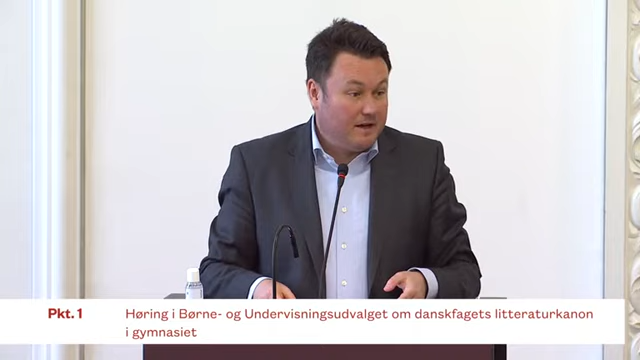 Pkt. 1 Høring i Børne- og Undervisningsudvalget om danskfagets litteraturkanon
i gymnasiet